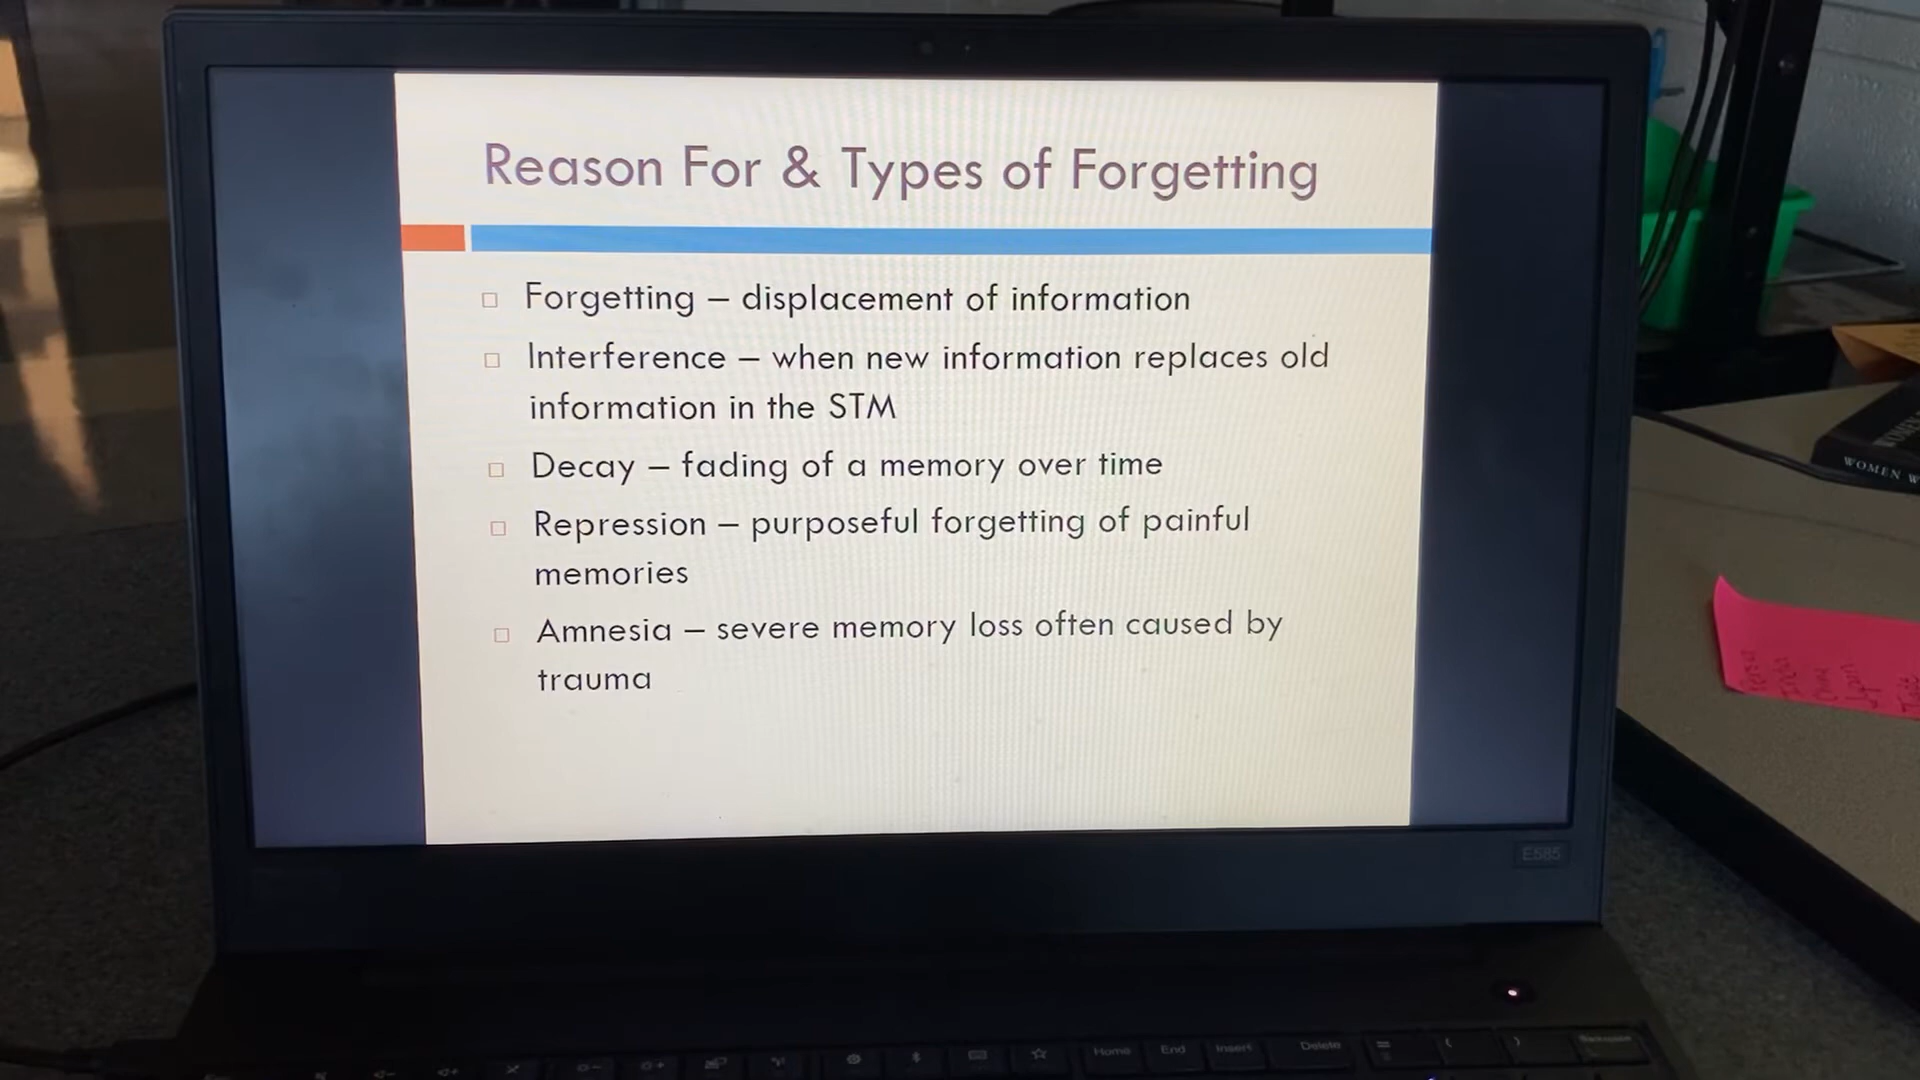 Reason For & Types of Forgetting
Forgetting – displacement of information
Interference – when new information replaces old
information in the STM
Decay – fading of a memory over time
Repression – purposeful forgetting of painful
memories
Amnesia – severe memory loss often caused by
trauma
E585
WOMEN
Home End Insert Delete
Backspace